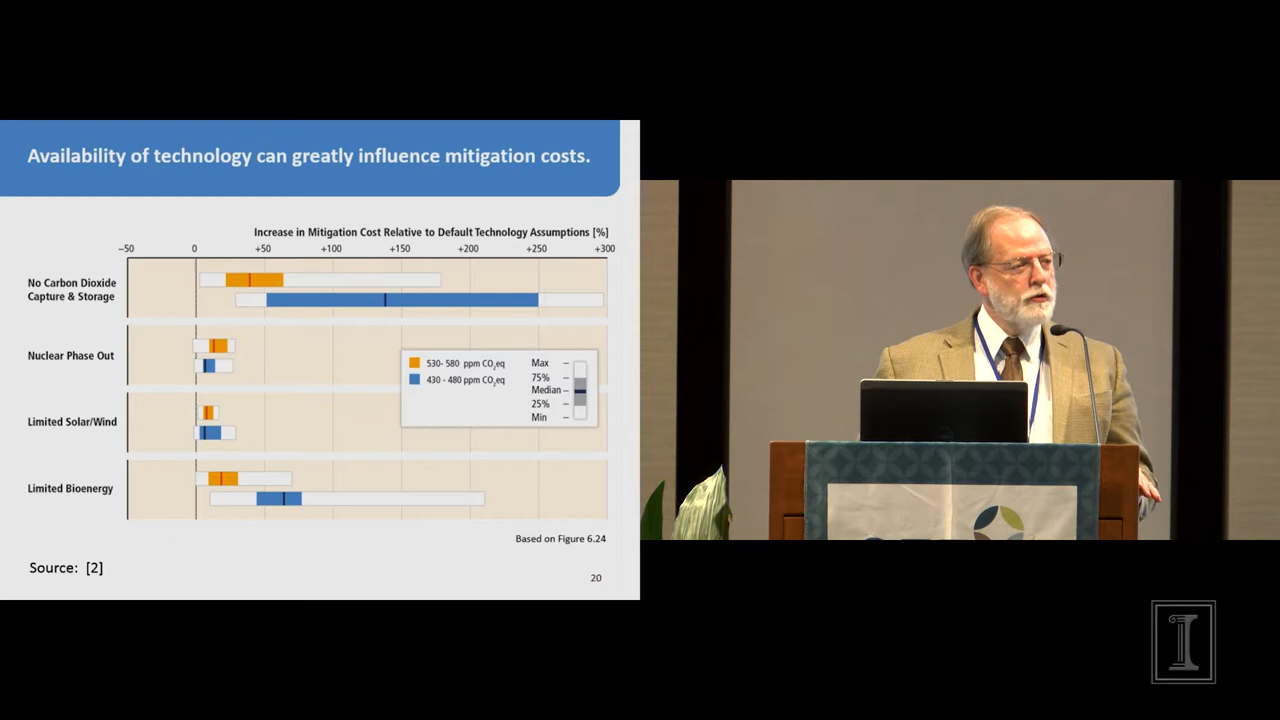 Availability of technology can greatly influence mitigation costs.
Increase in Mitigation Cost Relative to Default Technology Assumptions [%]
−50 0 +50 +100 +150 +200 +250 +300
No Carbon Dioxide
Capture & Storage
Nuclear Phase Out
530- 580 ppm CO2eq
430 - 480 ppm CO2eq
Max
75%
Median
25%
Min
Limited Solar/Wind
Limited Bioenergy
Based on Figure 6.24
Source: [2]
20